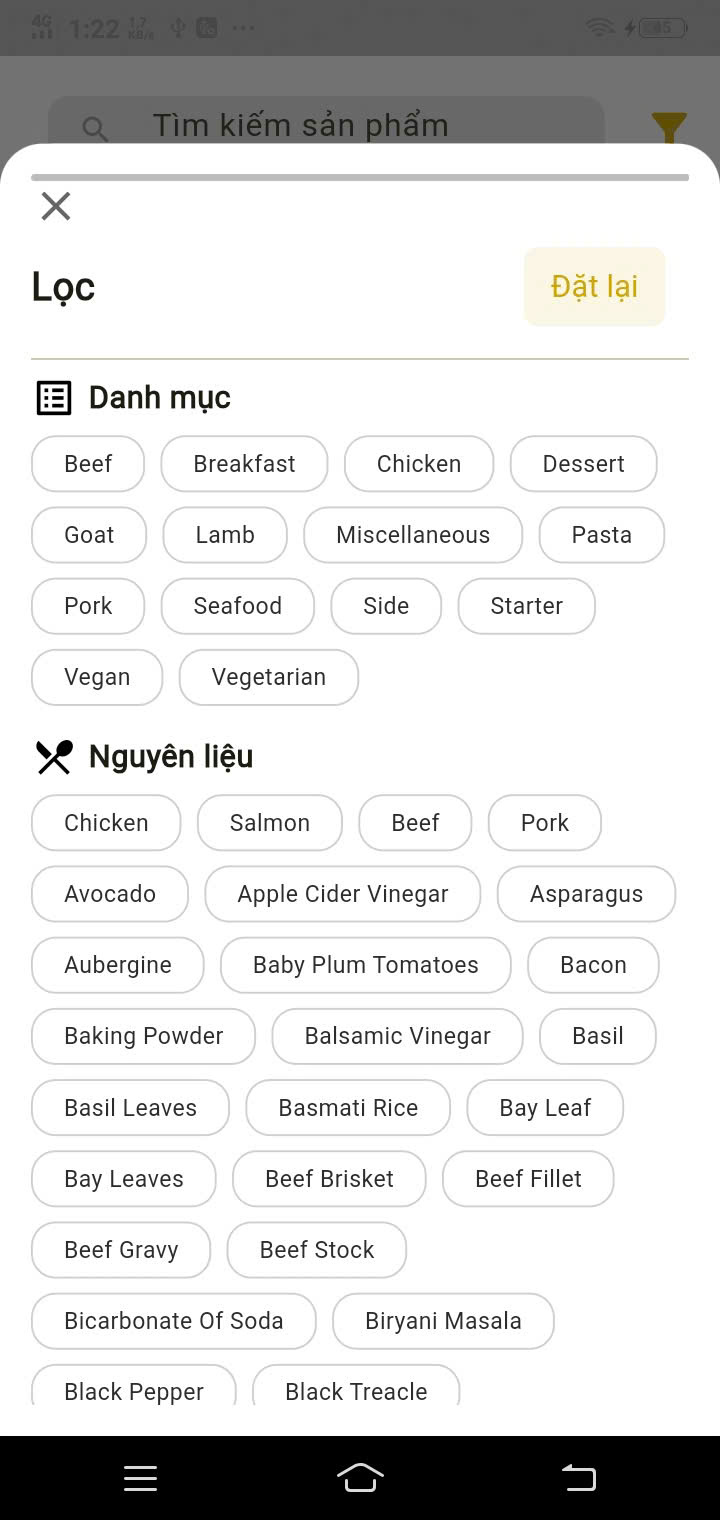 4G 1:22 1.7 KB/s
Tìm kiếm sản phẩm
Lọc Đặt lại
Danh mục
Beef Breakfast Chicken Dessert
Goat Lamb Miscellaneous Pasta
Pork Seafood Side Starter
Vegan Vegetarian
Nguyên liệu
Chicken Salmon Beef Pork
Avocado Apple Cider Vinegar Asparagus
Aubergine Baby Plum Tomatoes Bacon
Baking Powder Balsamic Vinegar Basil
Basil Leaves Basmati Rice Bay Leaf
Bay Leaves Beef Brisket Beef Fillet
Beef Gravy Beef Stock
Bicarbonate Of Soda Biryani Masala
Black Pepper Black Treacle